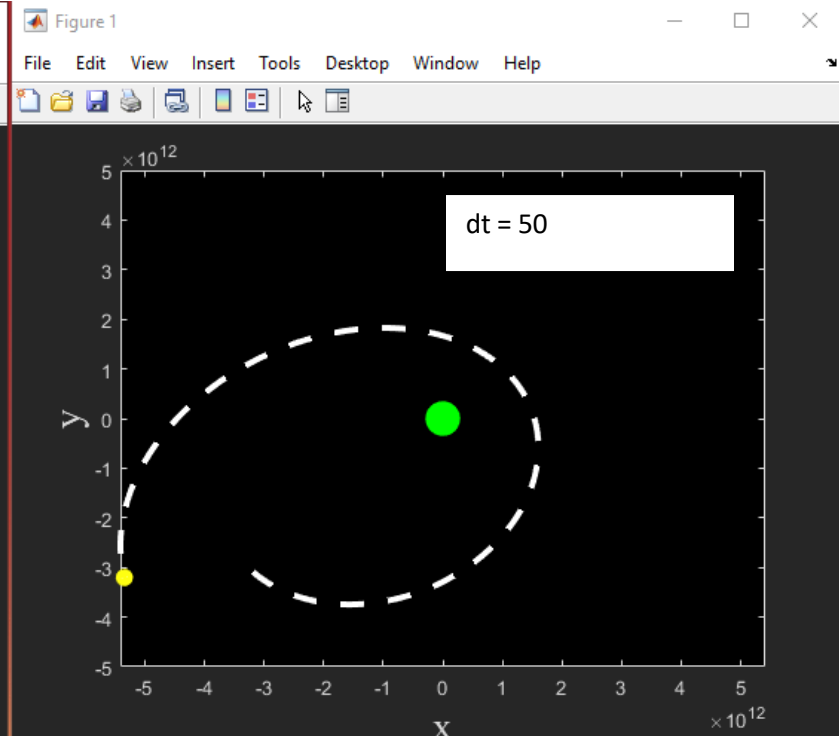 Figure 1
File Edit View Insert Tools Desktop Window Help
×10^12
dt = 50
5
4
3
2
1
0
-1
-2
-3
-4
-5
y
-5 -4 -3 -2 -1 0 1 2 3 4 5
×10^12
x